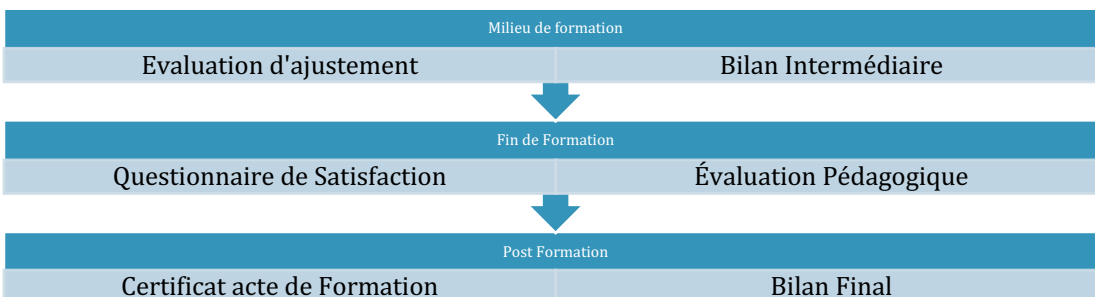 Milieu de formation
Evaluation d'ajustement Bilan Intermédiaire
Fin de Formation
Questionnaire de Satisfaction Évaluation Pédagogique
Post Formation
Certificat acte de Formation Bilan Final